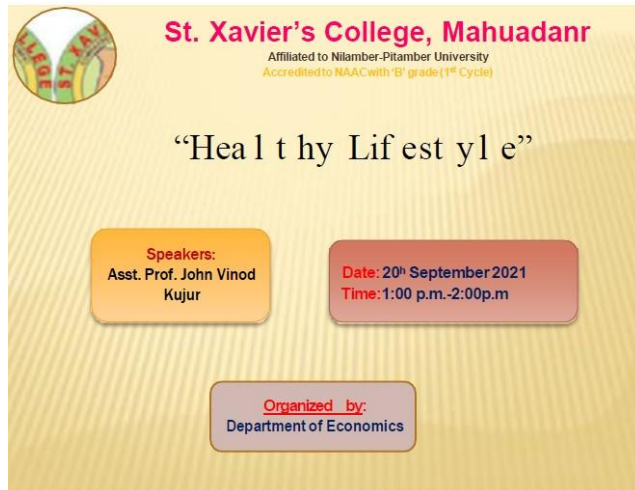 St. Xavier’s College, Mahuadanr
Affiliated to Nilamber-Pitamber University
Accredited to NAAC with ‘B’ grade (1st Cycle)
“Heal t hy Lif est yl e”
Speakers:
Asst. Prof. John Vinod
Kujur
Date: 20h September 2021
Time:1:00 p.m.-2:00p.m
Organized by:
Department of Economics